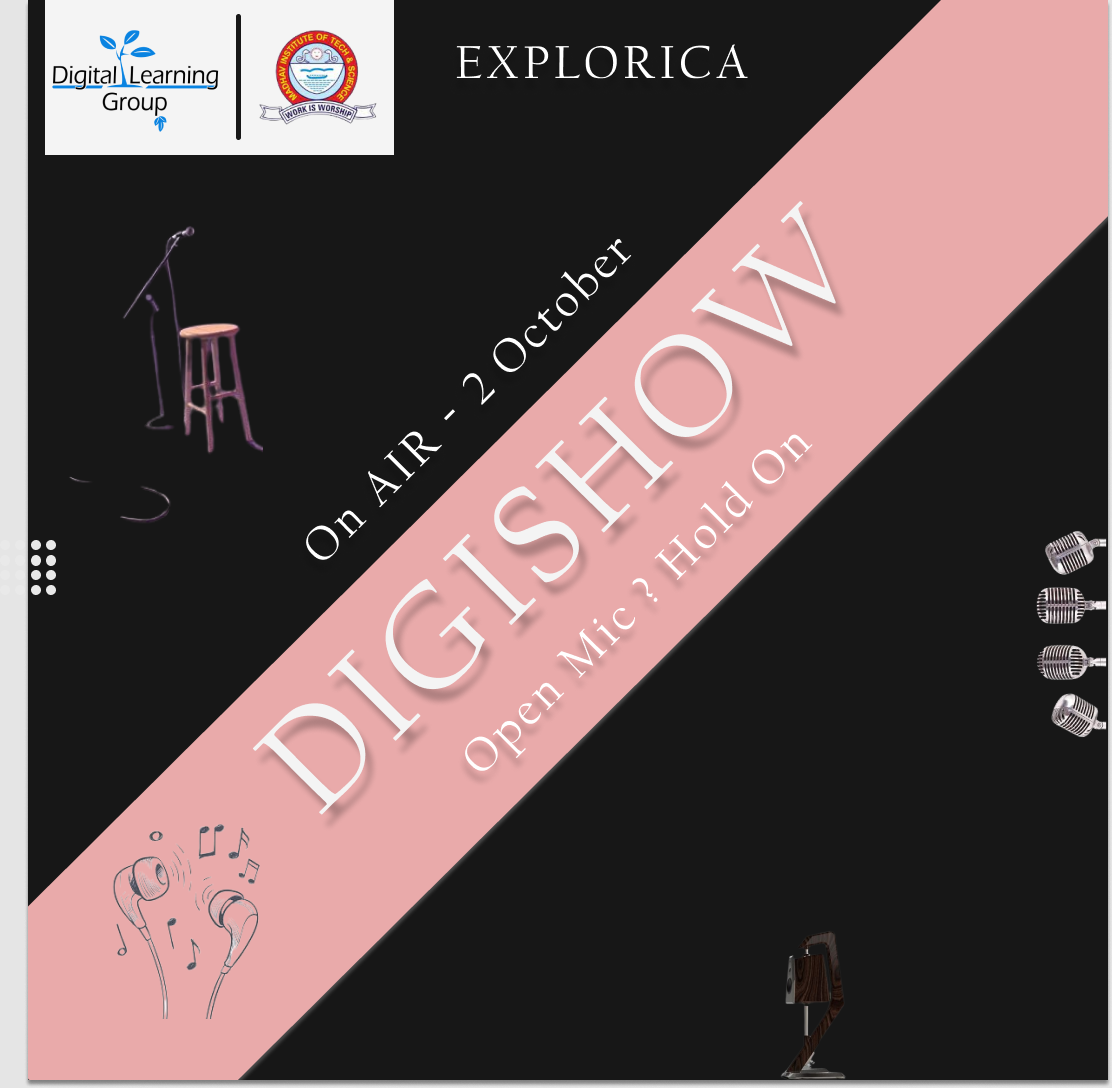 Digital Learning
Group
MADHAV INSTITUTE OF TECH & SCIENCE
WORK IS WORSHIP
EXPLORICA
On AIR - 2 October
DIGISHOW
Open Mic ? Hold On